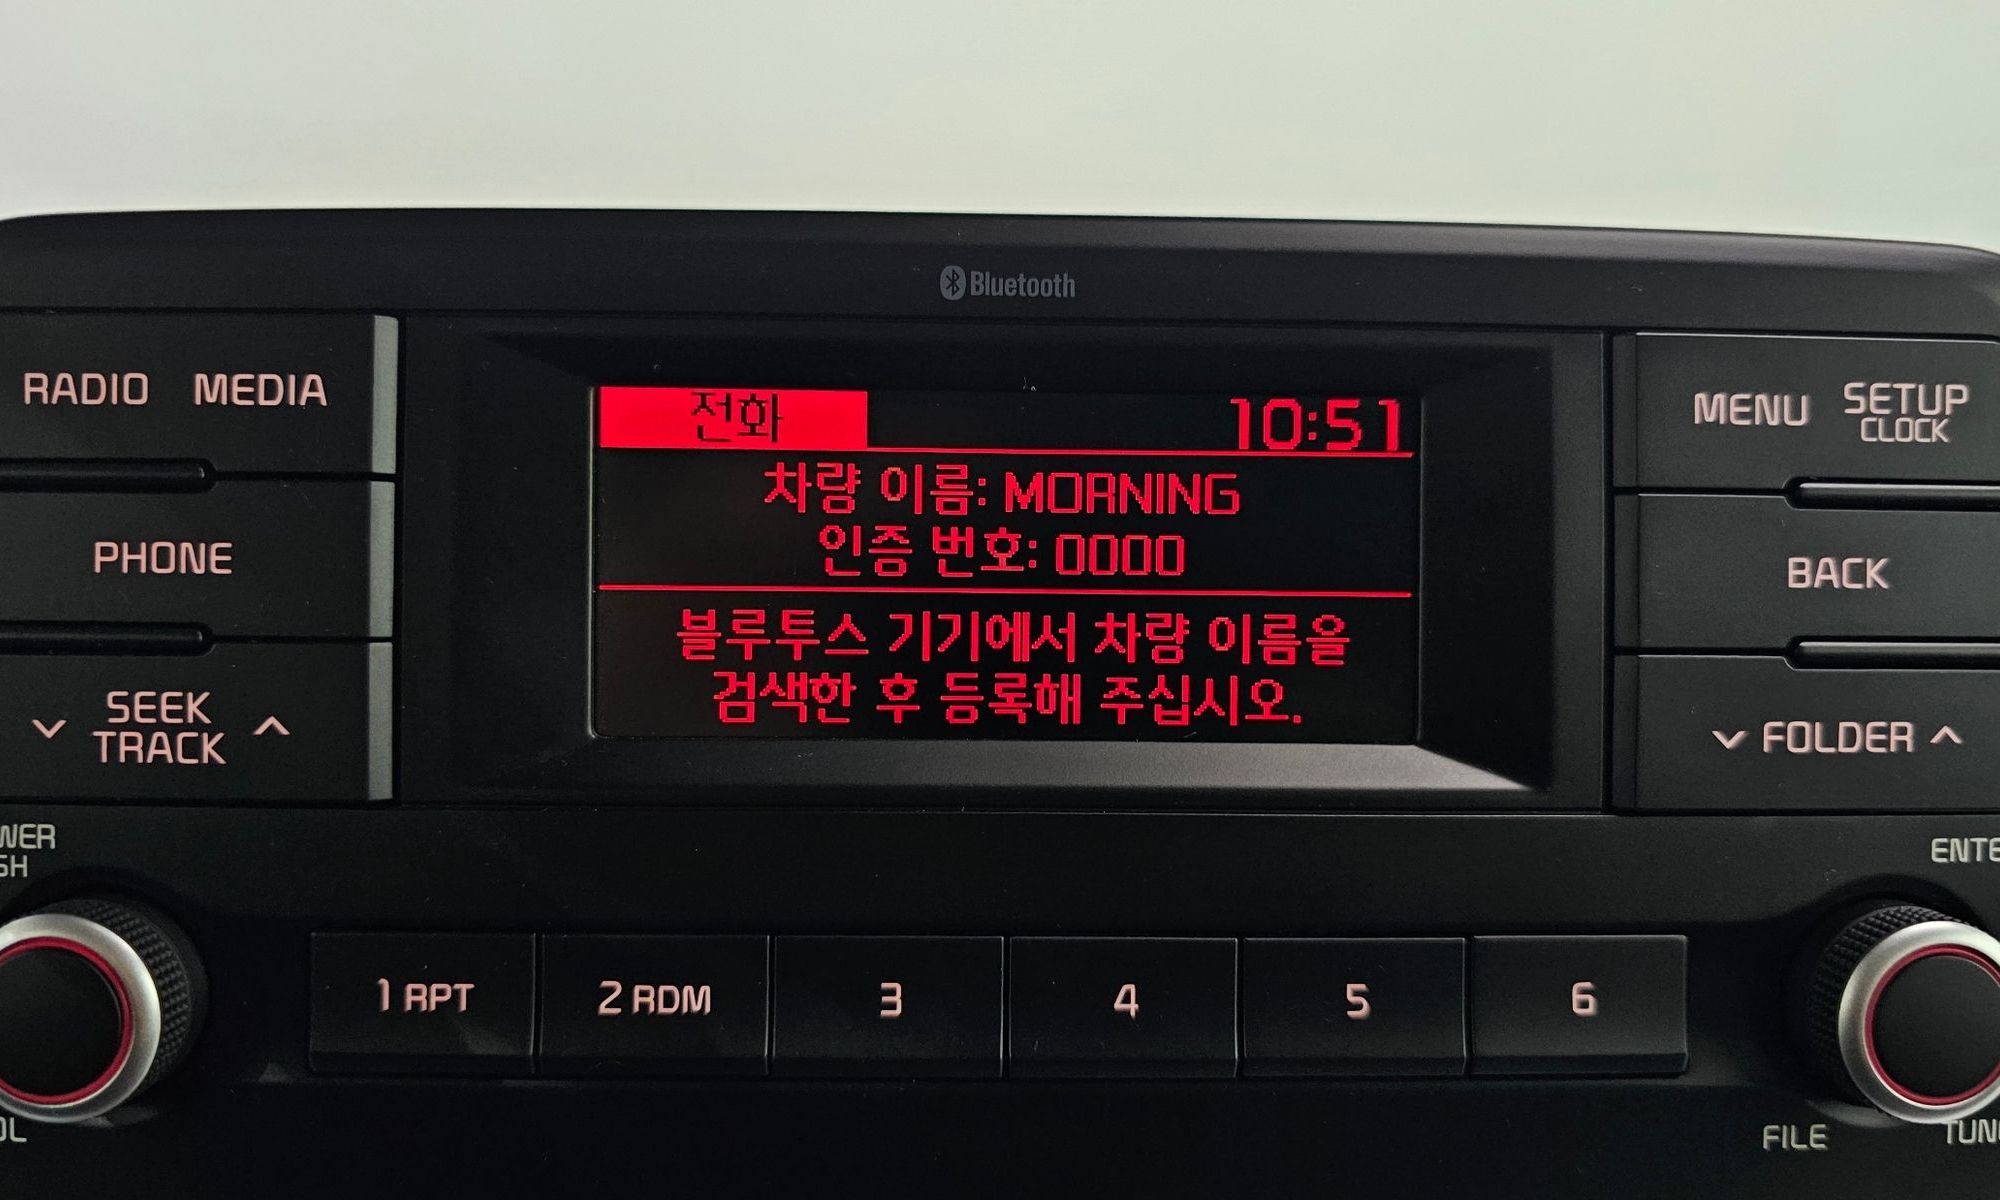 Bluetooth
RADIO MEDIA
PHONE
SEEK
TRACK
전화 10:51
차량 이름: MORNING
인증 번호: 0000
블루투스 기기에서 차량 이름을
검색한 후 등록해 주십시오.
MENU SETUP
CLOCK
BACK
FOLDER
1 RPT 2 RDM 3 4 5 6
FILE